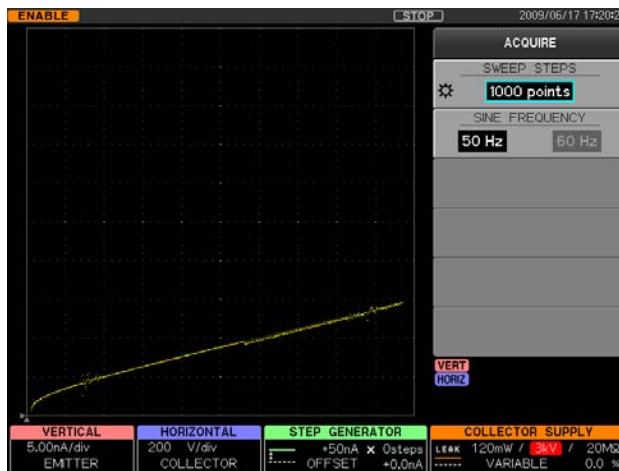 ENABLE
STOP
2009/06/17 17:20:2
ACQUIRE
SWEEP STEPS
1000 points
SINE FREQUENCY
50 Hz 60 Hz
VERT
HORIZ
VERTICAL
5.00nA/div
EMITTER
HORIZONTAL
200 V/div
COLLECTOR
STEP GENERATOR
+50nA × 0steps
OFFSET +0.0nA
COLLECTOR SUPPLY
LEAK 120mW / 3kV / 20MΩ
VARIABLE 0.0 %